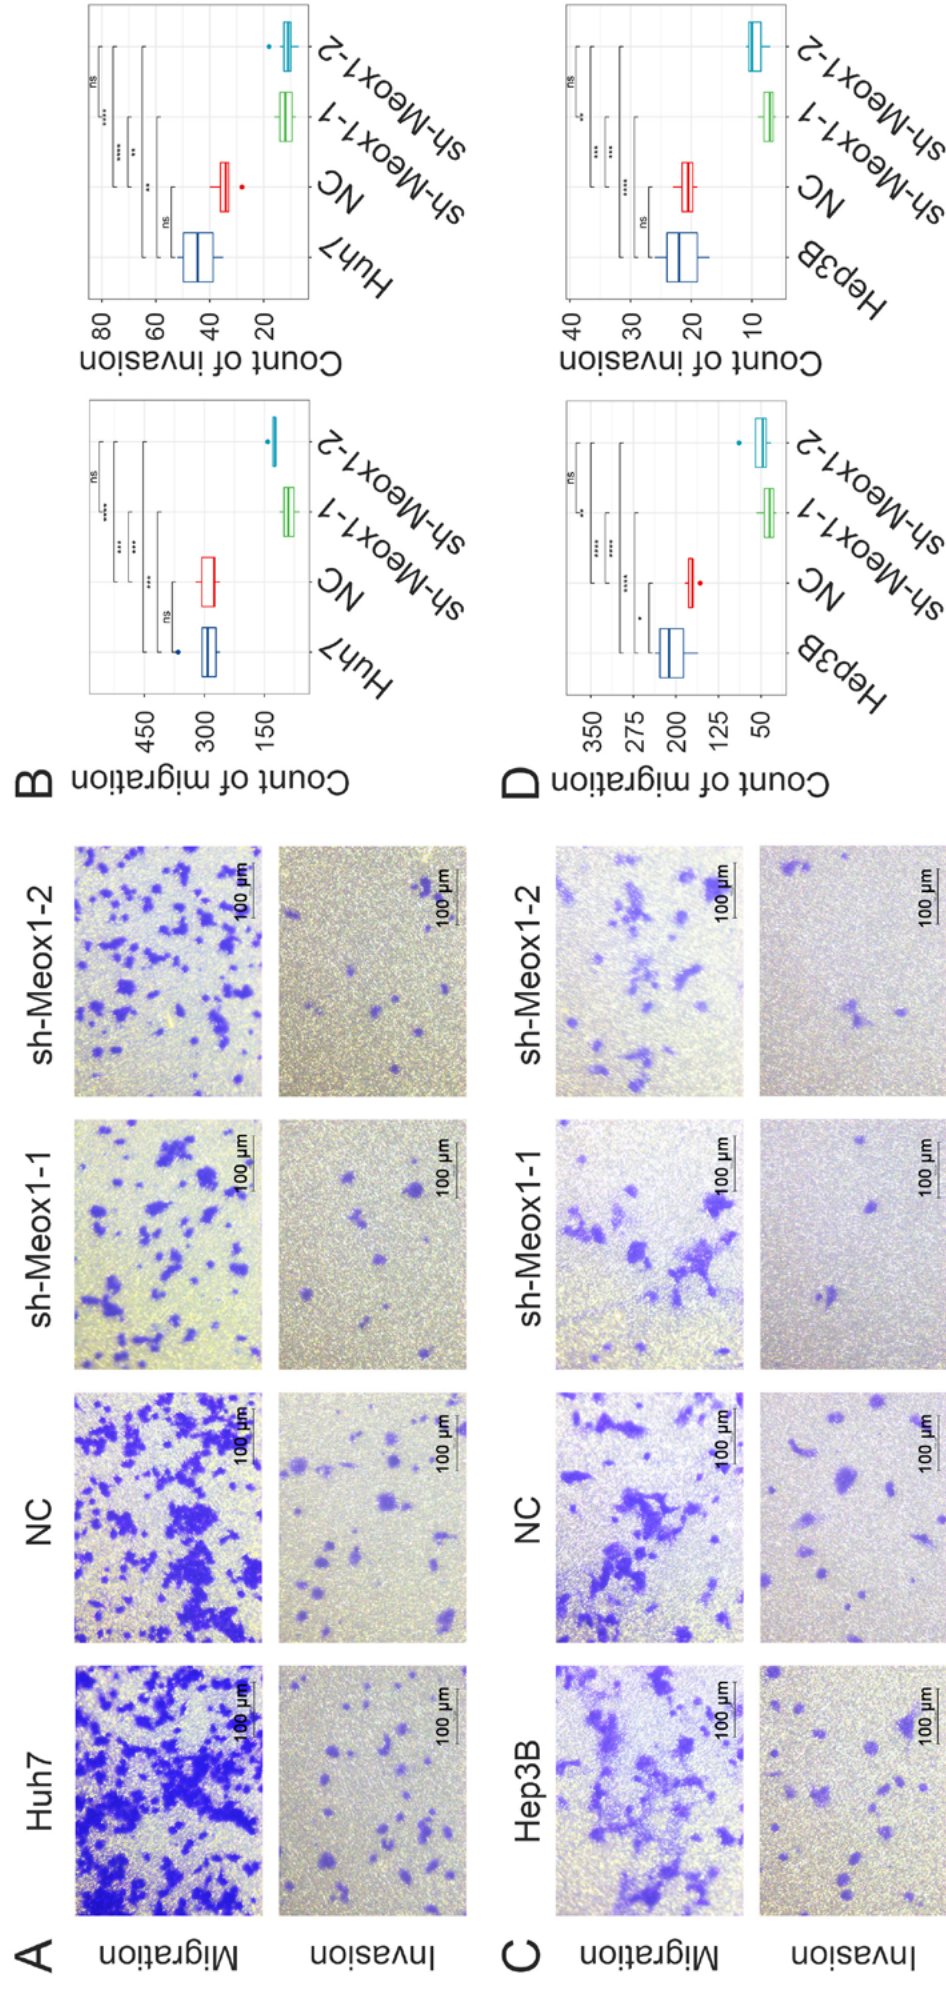 A
Huh7
NC
sh-Meox1-1
sh-Meox1-2
Migration
100 µm
100 µm
100 µm
100 µm
Invasion
100 µm
100 µm
100 µm
100 µm
B
Count of migration
450
300
150
ns
****
***
***
***
ns
Huh7
NC
sh-Meox1-1
sh-Meox1-2
Count of invasion
80
60
40
20
ns
****
****
**
**
ns
Huh7
NC
sh-Meox1-1
sh-Meox1-2
C
Hep3B
NC
sh-Meox1-1
sh-Meox1-2
Migration
100 µm
100 µm
100 µm
100 µm
Invasion
100 µm
100 µm
100 µm
100 µm
D
Count of migration
350
275
200
125
50
ns
**
****
****
****
*
Hep3B
NC
sh-Meox1-1
sh-Meox1-2
Count of invasion
40
30
20
10
ns
**
***
***
****
ns
Hep3B
NC
sh-Meox1-1
sh-Meox1-2